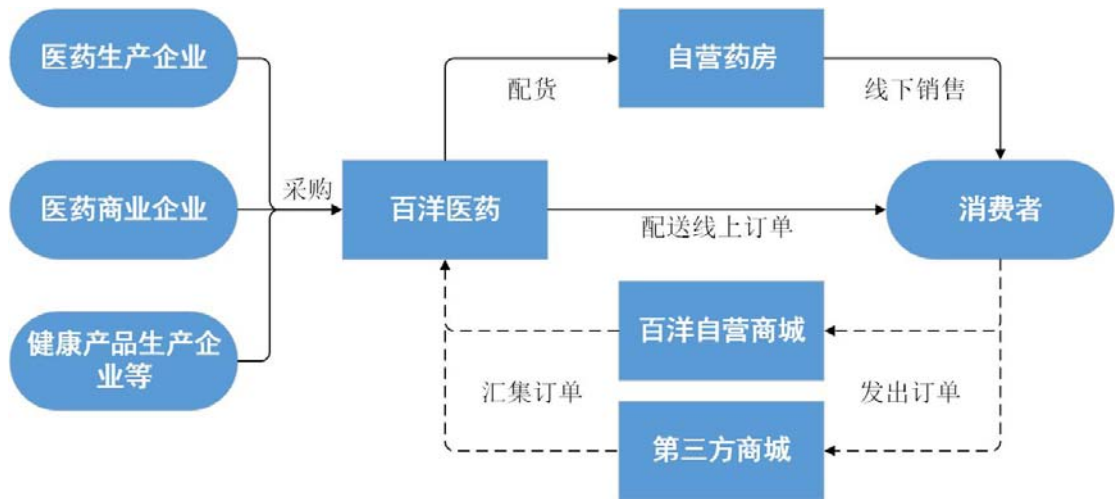 医药生产企业
自营药房
配货
线下销售
医药商业企业
采购
百洋医药
消费者
配送线上订单
健康产品生产企
业等
百洋自营商城
汇集订单
发出订单
第三方商城